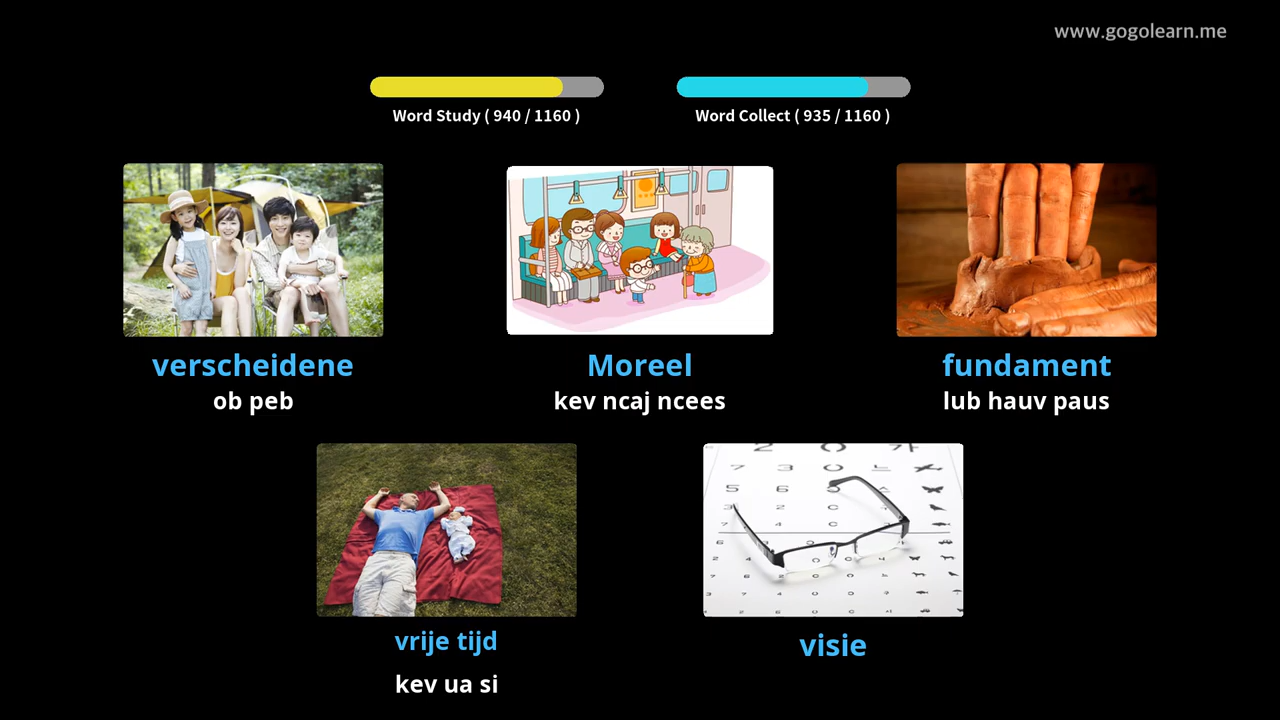 www.gogolearn.me
Word Study ( 940 / 1160 )
Word Collect ( 935 / 1160 )
verscheidene
ob peb
Moreel
kev ncaj ncees
fundament
lub hauv paus
vrije tijd
kev ua si
visie